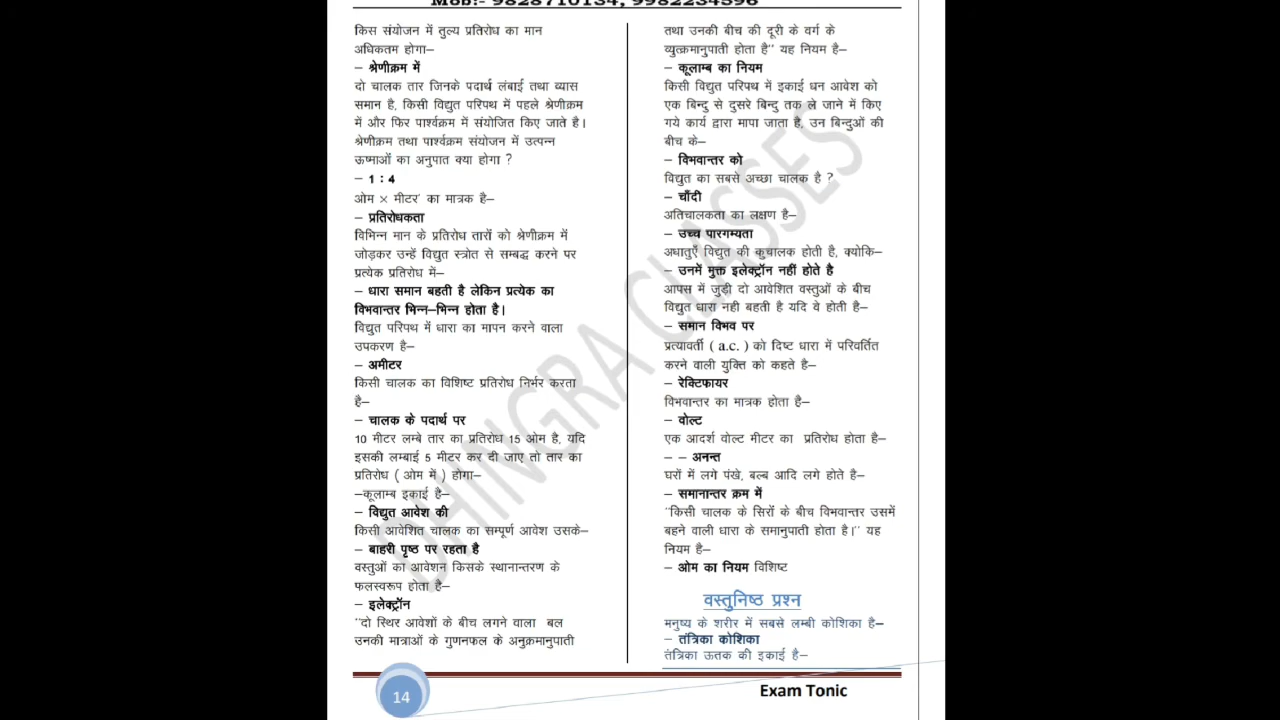 Mob:- 9828710134, 9982234596
किस संयोजन में तुल्य प्रतिरोध का मान
अधिकतम होगा–
– श्रेणीक्रम में
दो चालक तार जिनके पदार्थ लंबाई तथा व्यास
समान है, किसी विद्युत परिपथ में पहले श्रेणीक्रम
में और फिर पार्श्वक्रम में संयोजित किए जाते है।
श्रेणीक्रम तथा पार्श्वक्रम संयोजन में उत्पन्न
ऊष्माओं का अनुपात क्या होगा ?
– 1 : 4
ओम × मीटर' का मात्रक है–
– प्रतिरोधकता
विभिन्न मान के प्रतिरोध तारों को श्रेणीक्रम में
जोड़कर उन्हें विद्युत स्त्रोत से सम्बद्ध करने पर
प्रत्येक प्रतिरोध में–
– धारा समान बहती है लेकिन प्रत्येक का
विभवान्तर भिन्न–भिन्न होता है।
विद्युत परिपथ में धारा का मापन करने वाला
उपकरण है–
– अमीटर
किसी चालक का विशिष्ट प्रतिरोध निर्भर करता
है–
– चालक के पदार्थ पर
10 मीटर लम्बे तार का प्रतिरोध 15 ओम है, यदि
इसकी लम्बाई 5 मीटर कर दी जाए तो तार का
प्रतिरोध ( ओम में ) होगा–
–कूलाम्ब इकाई है–
– विद्युत आवेश की
किसी आवेशित चालक का सम्पूर्ण आवेश उसके–
– बाहरी पृष्ठ पर रहता है
वस्तुओं का आवेशन किसके स्थानान्तरण के
फलस्वरूप होता है–
– इलेक्ट्रॉन
"दो स्थिर आवेशों के बीच लगने वाला बल
उनकी मात्राओं के गुणनफल के अनुक्रमानुपाती
तथा उनकी बीच की दूरी के वर्ग के
व्युत्क्रमानुपाती होता है" यह नियम है–
– कूलाम्ब का नियम
किसी विद्युत परिपथ में इकाई धन आवेश को
एक बिन्दु से दुसरे बिन्दु तक ले जाने में किए
गये कार्य द्वारा मापा जाता है, उन बिन्दुओं की
बीच के–
– विभवान्तर को
विद्युत का सबसे अच्छा चालक है ?
– चाँदी
अतिचालकता का लक्षण है–
– उच्च पारगम्यता
अधातुएँ विद्युत की कुचालक होती है, क्योकि–
– उनमें मुक्त इलेक्ट्रॉन नहीं होते है
आपस में जुड़ी दो आवेशित वस्तुओं के बीच
विद्युत धारा नही बहती है यदि वे होती है–
– समान विभव पर
प्रत्यावर्ती ( a.c. ) को दिष्ट धारा में परिवर्तित
करने वाली युक्ति को कहते है–
– रेक्टिफायर
विभवान्तर का मात्रक होता है–
– वोल्ट
एक आदर्श वोल्ट मीटर का प्रतिरोध होता है–
– – अनन्त
घरों में लगे पंखे, बल्ब आदि लगे होते है–
– समानान्तर क्रम में
"किसी चालक के सिरों के बीच विभवान्तर उसमें
बहने वाली धारा के समानुपाती होता है।" यह
नियम है–
– ओम का नियम विशिष्ट
वस्तुनिष्ठ प्रश्न
मनुष्य के शरीर में सबसे लम्बी कोशिका है–
– तंत्रिका कोशिका
तंत्रिका ऊतक की इकाई है–
DHINGRA CLASSES
14
Exam Tonic